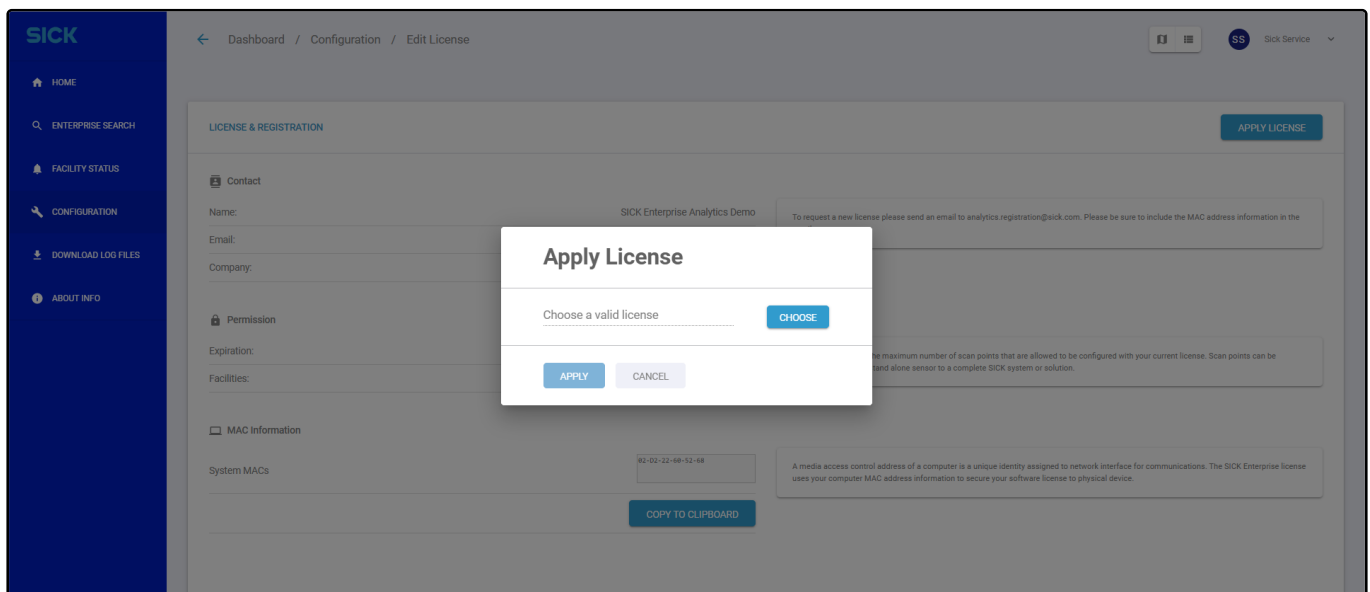 SICK
Dashboard / Configuration / Edit License
SS
Sick Service
HOME
ENTERPRISE SEARCH
FACILITY STATUS
CONFIGURATION
DOWNLOAD LOG FILES
ABOUT INFO
LICENSE & REGISTRATION
APPLY LICENSE
Contact
Name:
SICK Enterprise Analytics Demo
To request a new license please send an email to analytics.registration@sick.com. Please be sure to include the MAC address information in the
Email:
Company:
Apply License
Choose a valid license
CHOOSE
APPLY
CANCEL
Permission
Expiration:
Facilities:
he maximum number of scan points that are allowed to be configured with your current license. Scan points can be
tand alone sensor to a complete SICK system or solution.
MAC Information
System MACs
02-D2-22-60-52-68
A media access control address of a computer is a unique identity assigned to network interface for communications. The SICK Enterprise license
uses your computer MAC address information to secure your software license to physical device.
COPY TO CLIPBOARD